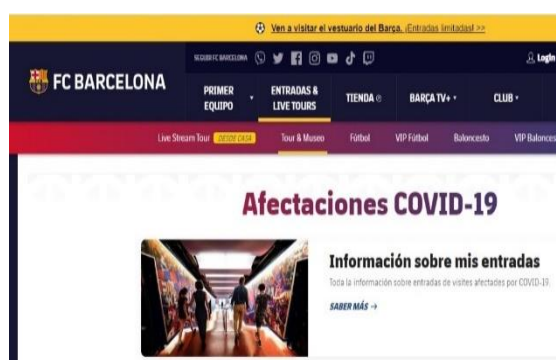 Ven a visitar el vestuario del Barça. ¡Entradas limitadas! >>
SEGUIR FC BARCELONA
Login
FC BARCELONA
PRIMER EQUIPO
ENTRADAS & LIVE TOURS
TIENDA
BARÇA TV+
CLUB
Live Stream Tour DESDE CASA Tour & Museo Fútbol VIP Fútbol Baloncesto VIP Balonces
Afectaciones COVID-19
Información sobre mis entradas
Toda la información sobre entradas de visites afectades por COVID-19.
SABER MÁS →